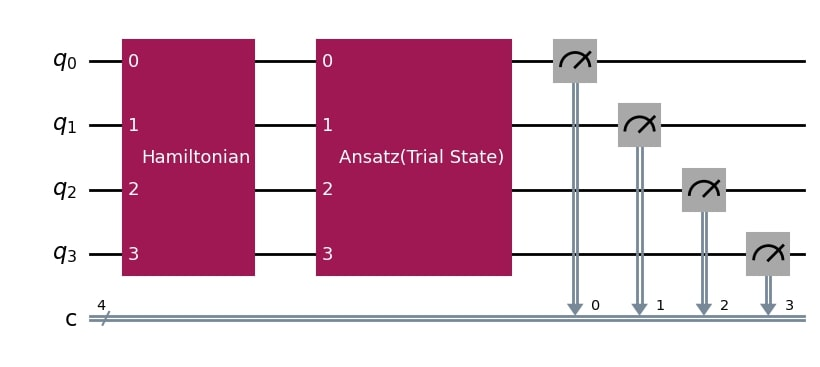 q0 0 0
q1 1 1
Hamiltonian Ansatz(Trial State)
q2 2 2
q3 3 3
4 0 1 2 3
c